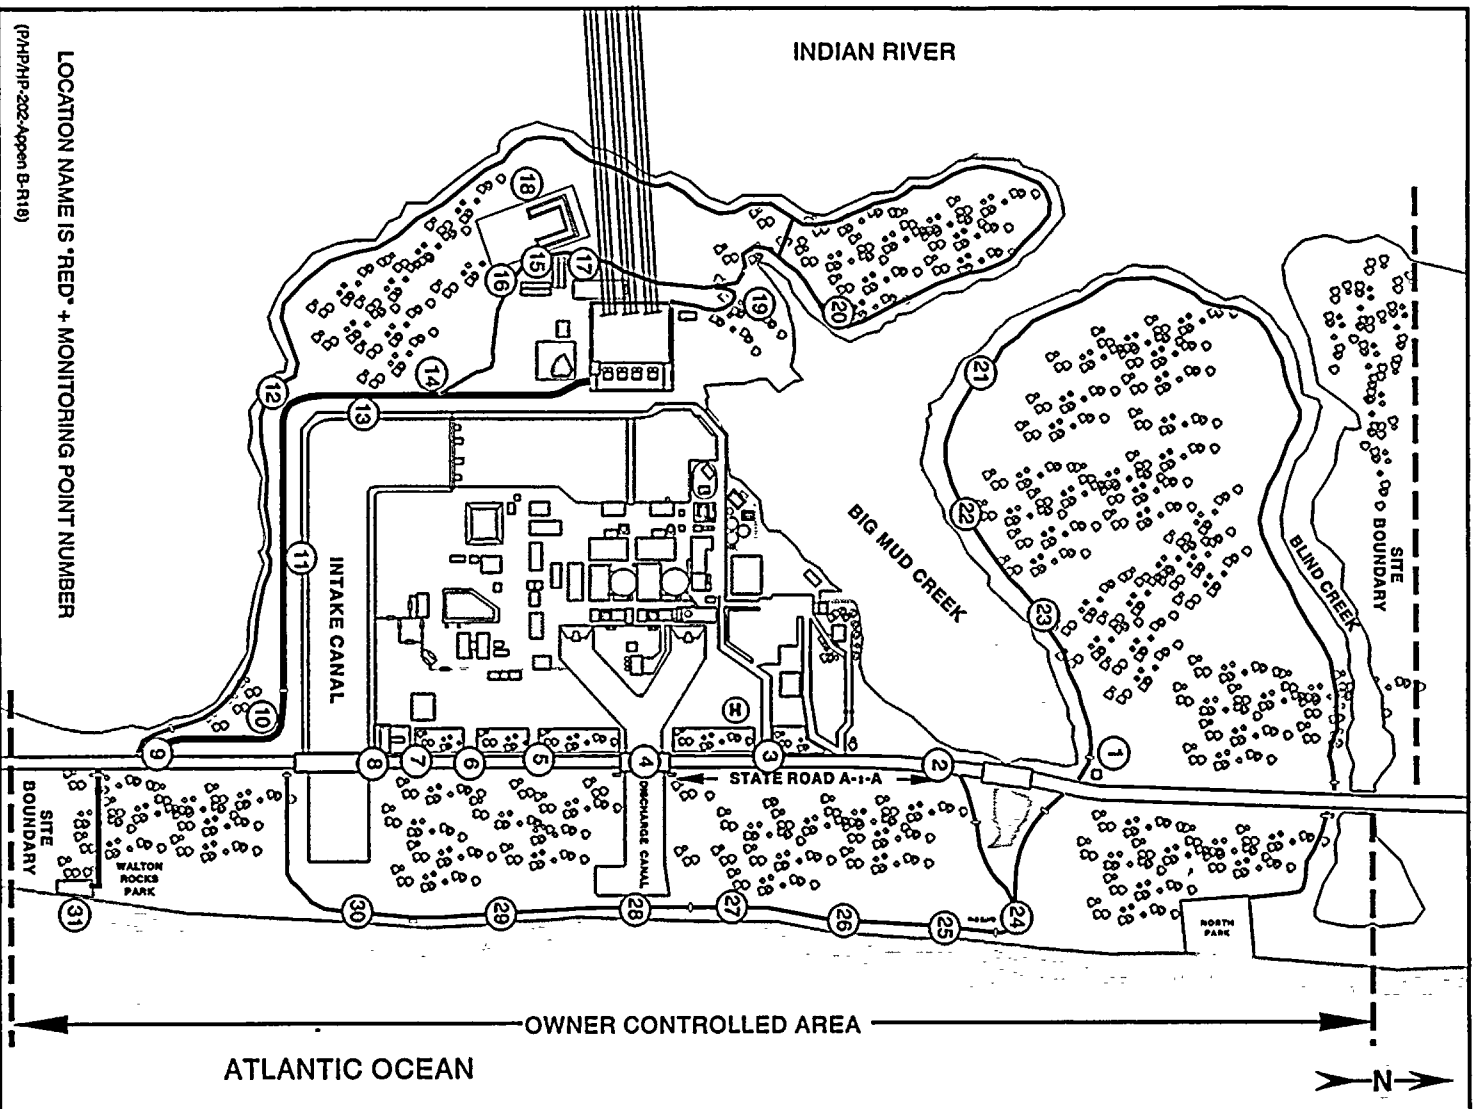 INDIAN RIVER
(P/HP/HP-202-Appen B-R18)
LOCATION NAME IS "RED" + MONITORING POINT NUMBER
18
15
17
16
19
20
14
12
13
21
22
23
11
BIG MUD CREEK
BLIND CREEK
SITE
BOUNDARY
INTAKE CANAL
10
H
9
8
7
6
5
4
3
2
1
STATE ROAD A-1-A
DISCHARGE CANAL
SITE
BOUNDARY
WALTON
ROCKS
PARK
31
30
29
28
27
26
25
24
NORTH
PARK
OWNER CONTROLLED AREA
ATLANTIC OCEAN
N